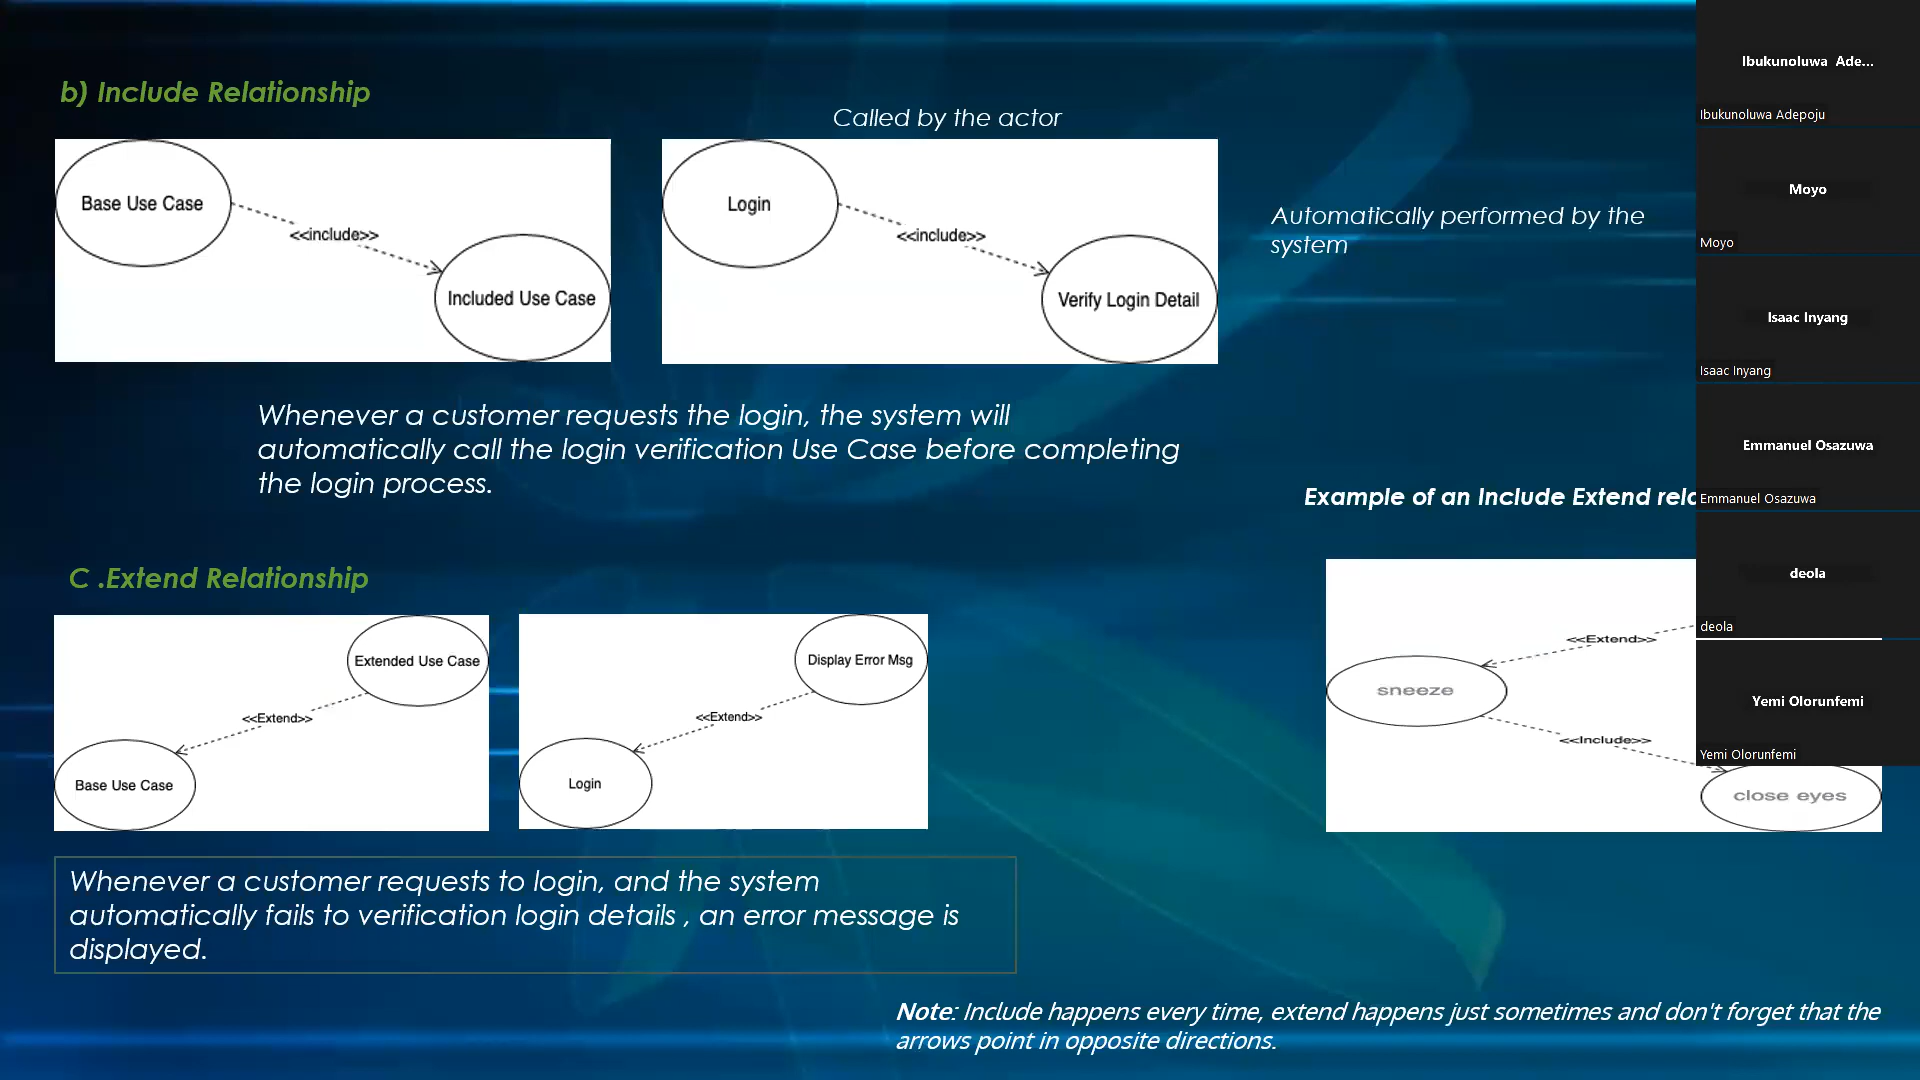 b) Include Relationship
Called by the actor
Base Use Case
<<include>>
Included Use Case
Login
<<include>>
Verify Login Detail
Automatically performed by the
system
Whenever a customer requests the login, the system will
automatically call the login verification Use Case before completing
the login process.
Example of an Include Extend
C .Extend Relationship
Extended Use Case
<<Extend>>
Base Use Case
Display Error Msg
<<Extend>>
Login
<<Extend>>
sneeze
<<Include>>
close eyes
Whenever a customer requests to login, and the system
automatically fails to verification login details , an error message is
displayed.
Note: Include happens every time, extend happens just sometimes and don't forget that the
arrows point in opposite directions.
Ibukunoluwa Ade...
Ibukunoluwa Adepoju
Moyo
Moyo
Isaac Inyang
Isaac Inyang
Emmanuel Osazuwa
Emmanuel Osazuwa
deola
deola
Yemi Olorunfemi
Yemi Olorunfemi